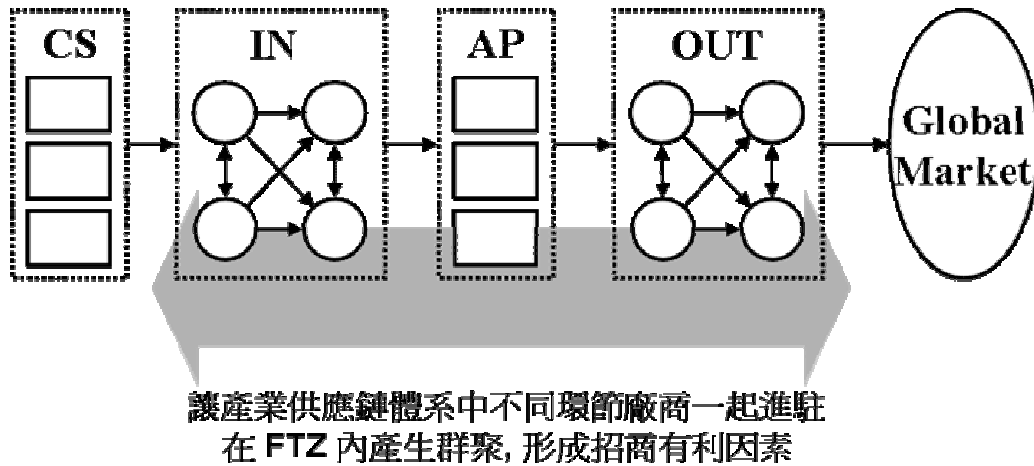 CS
IN
AP
OUT
Global
Market
讓產業供應鏈體系中不同環節廠商一起進駐
在 FTZ 內產生群聚, 形成招商有利因素